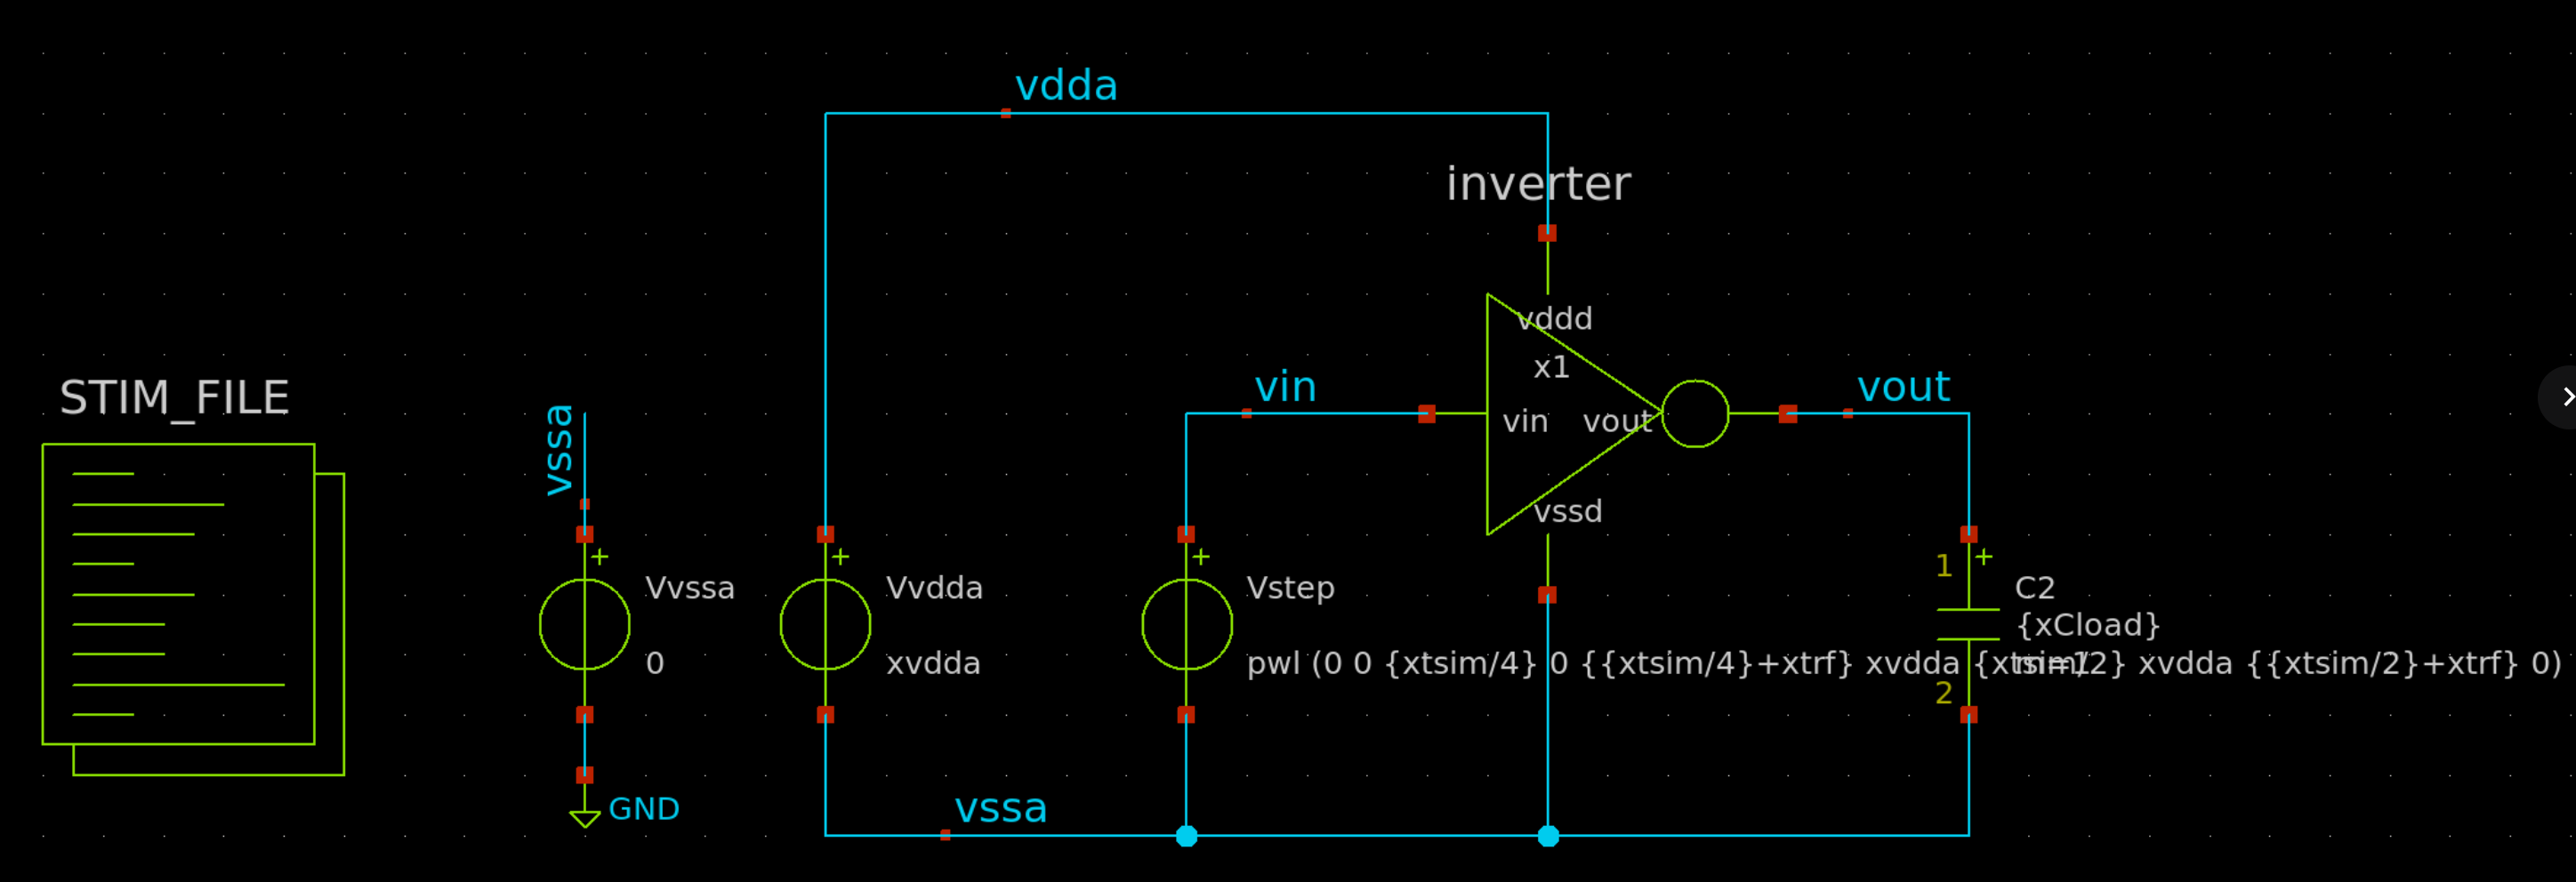 vdda
inverter
vddd
x1
STIM_FILE
vssa
vin
vin
vout
vout
vssd
+
Vvssa
0
+
Vvdda
xvdda
+
Vstep
pwl (0 0 {xtsim/4} 0 {{xtsim/4}+xtrf} xvdda {xtsim/2} xvdda {{xtsim/2}+xtrf} 0)
1
+
C2
{xCload}
m=1
2
GND
vssa